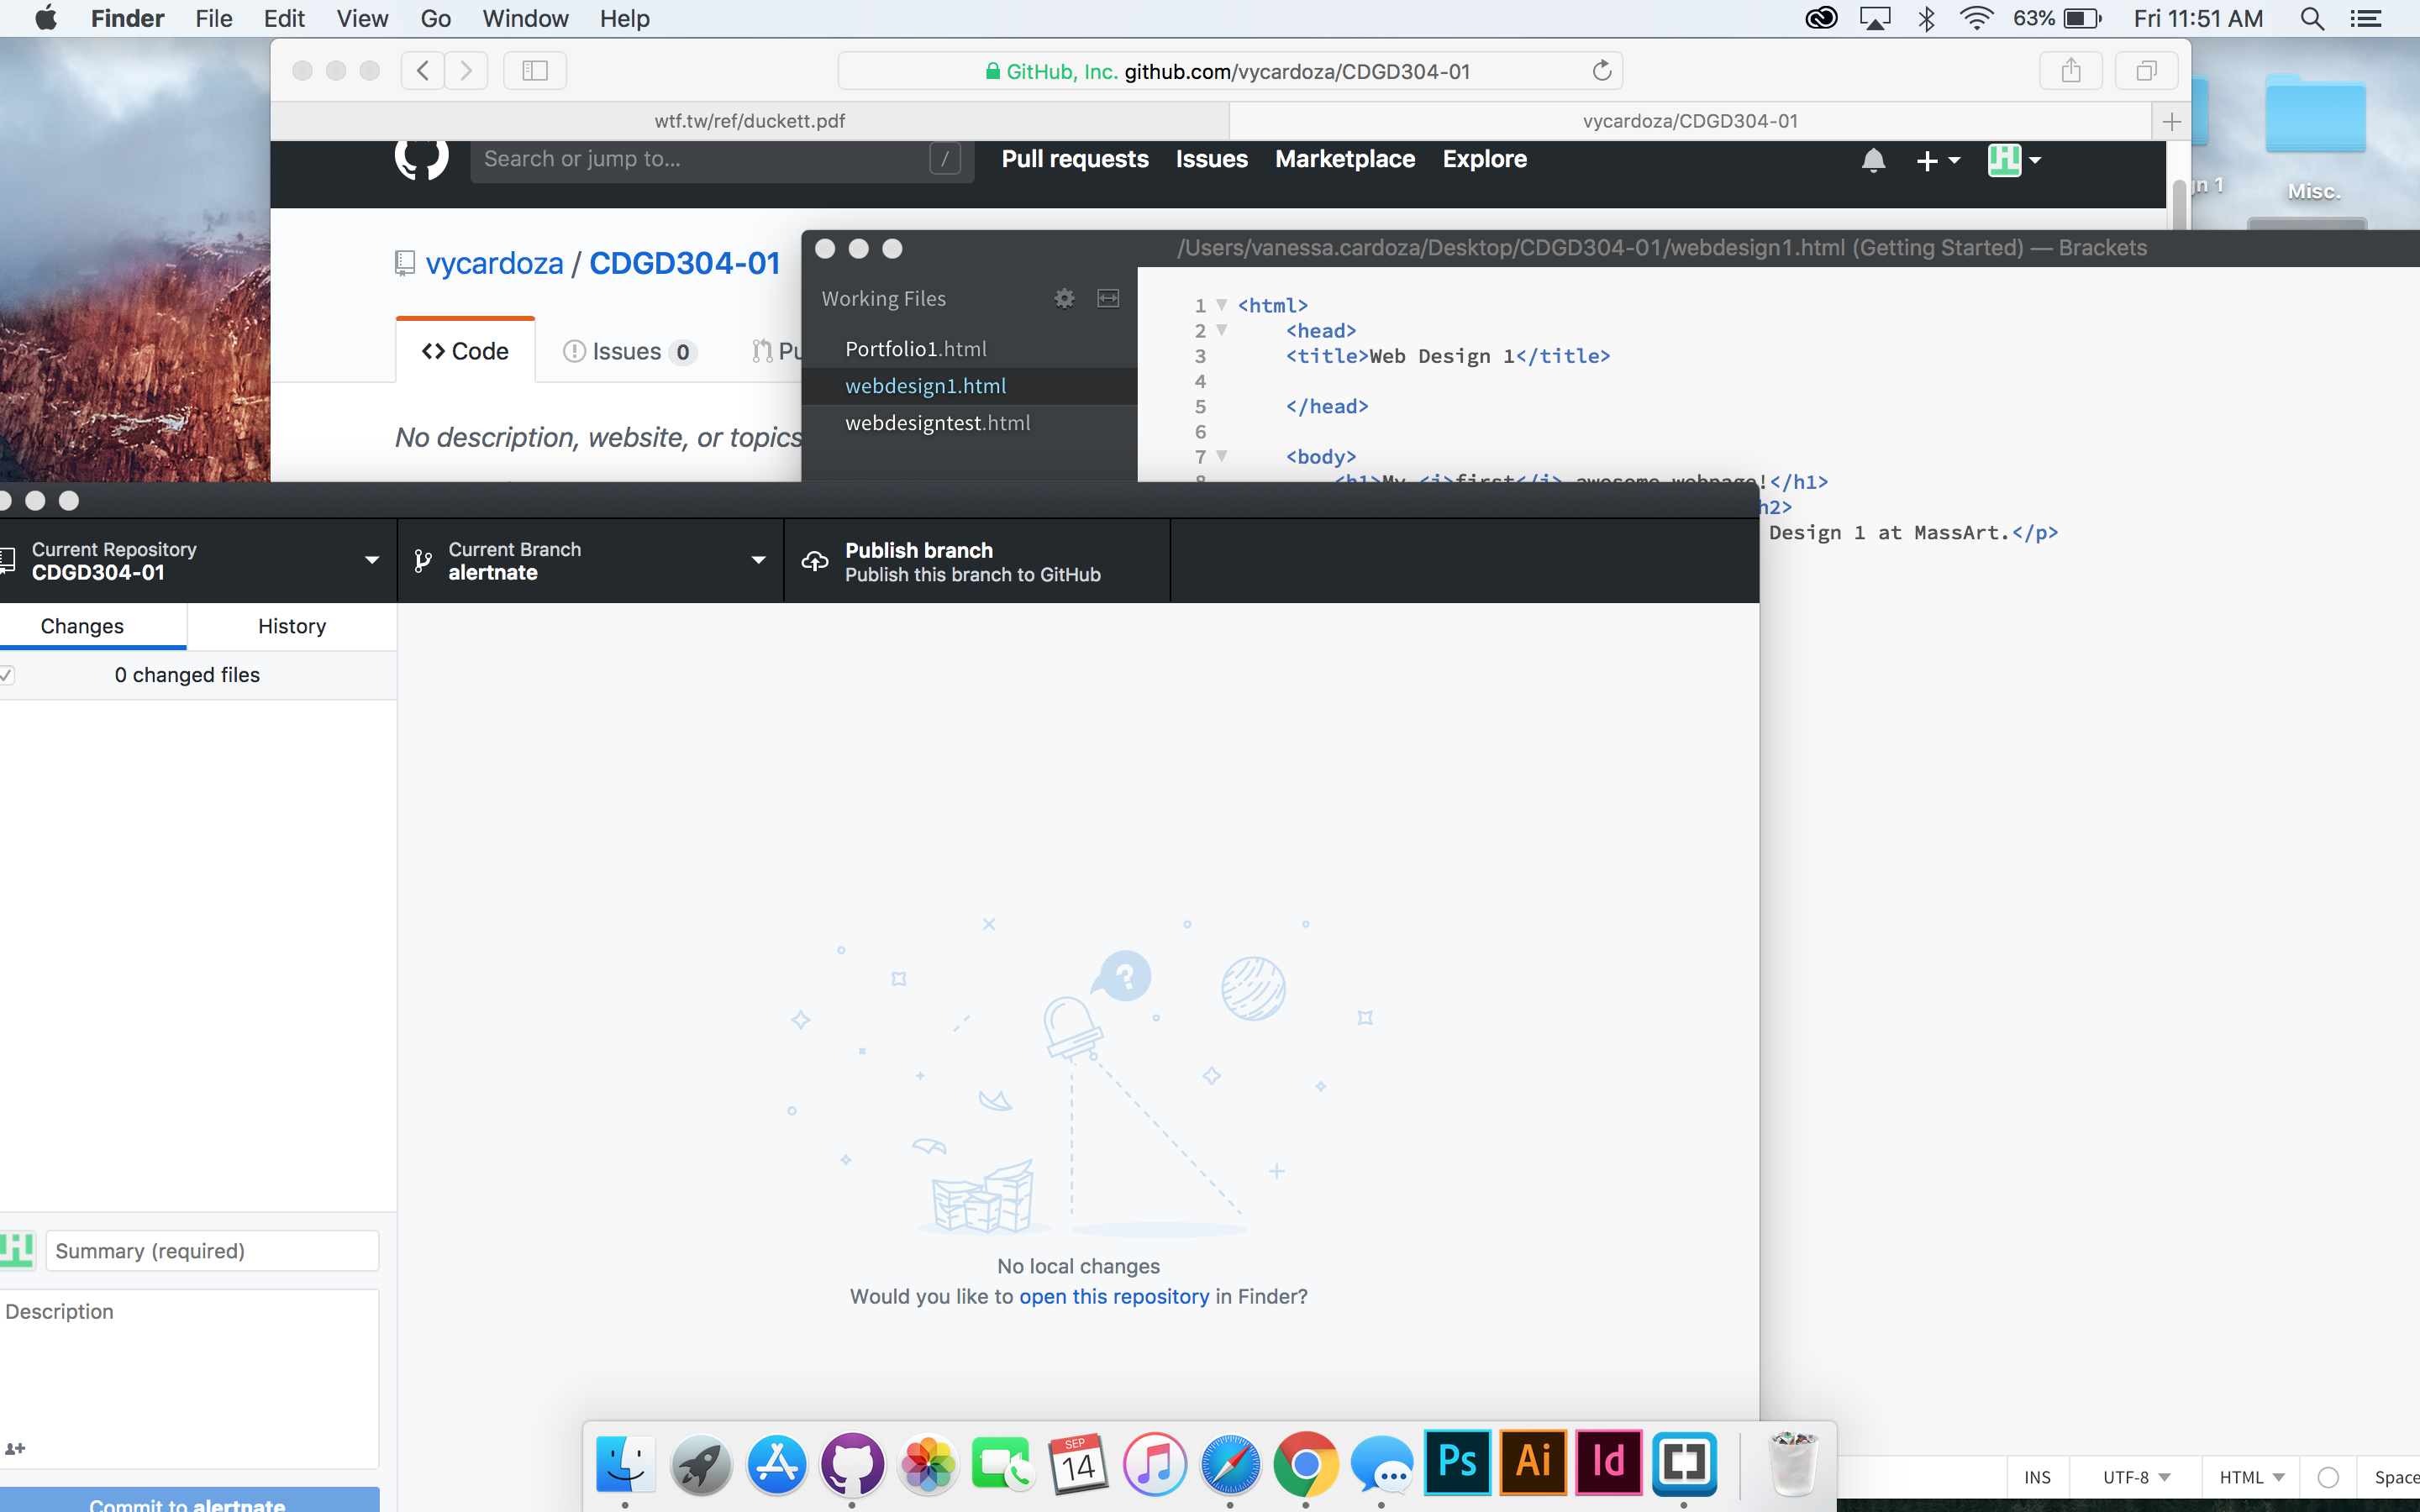 Finder File Edit View Go Window Help 63% Fri 11:51 AM
GitHub, Inc. github.com/vycardoza/CDGD304-01
wtf.tw/ref/duckett.pdf vycardoza/CDGD304-01 +
Search or jump to... / Pull requests Issues Marketplace Explore
Misc.
vycardoza / CDGD304-01
/Users/vanessa.cardoza/Desktop/CDGD304-01/webdesign1.html (Getting Started) — Brackets
Working Files
Code Issues 0
No description, website, or topics
Portfolio1.html
webdesign1.html
webdesigntest.html
1 <html>
2 <head>
3 <title>Web Design 1</title>
4
5 </head>
6
7 <body>
8 <h1>My <i>first</i> awesome webpage!</h1>
h2>
Design 1 at MassArt.</p>
Current Repository
CDGD304-01
Current Branch
alertnate
Publish branch
Publish this branch to GitHub
Changes History
0 changed files
?
No local changes
Would you like to open this repository in Finder?
Summary (required)
Description
Commit to alertnate
SEP
14
Ps Ai Id
INS UTF-8 HTML Space